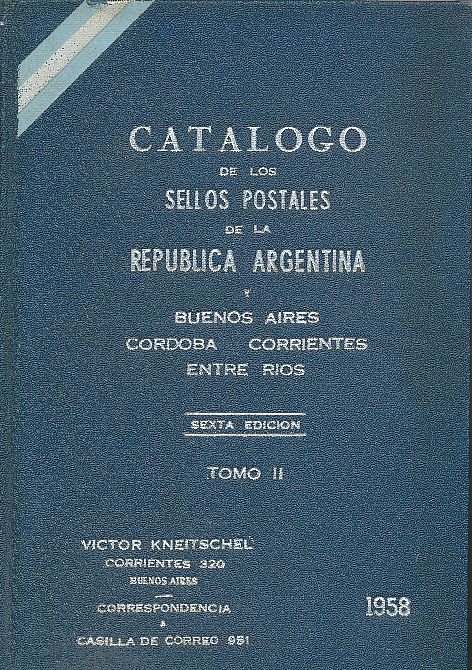 CATALOGO
DE LOS
SELLOS POSTALES
DE LA
REPUBLICA ARGENTINA
Y
BUENOS AIRES
CORDOBA CORRIENTES
ENTRE RIOS
SEXTA EDICION
TOMO II
VICTOR KNEITSCHEL
CORRIENTES 320
BUENOS AIRES
CORRESPONDENCIA
A
CASILLA DE CORREO 951
1958